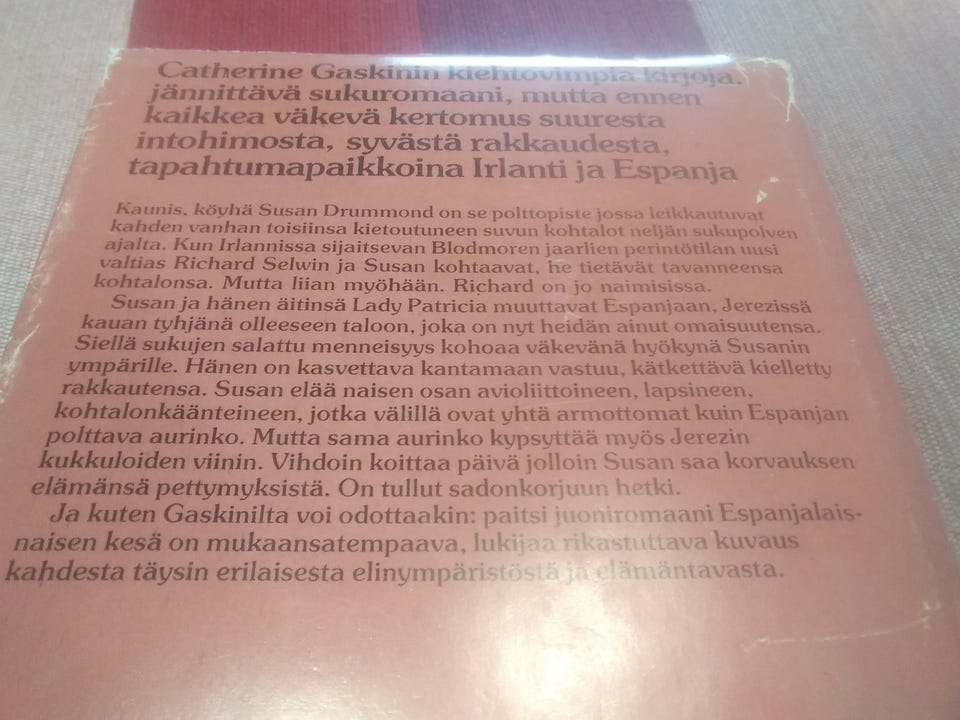 Catherine Gaskinin kiehtovimpia kirjoja.
jännittävä sukuromaani, mutta ennen
kaikkea väkevä kertomus suuresta
intohimosta, syvästä rakkaudesta,
tapahtumapaikkoina Irlanti ja Espanja
Kaunis, köyhä Susan Drummond on se polttopiste jossa leikkautuvat
kahden vanhan toisiinsa kietoutuneen suvun kohtalot neljän sukupolven
ajalta. Kun Irlannissa sijaitsevan Blodmoren jaarlien perintötilan uusi
valtias Richard Selwin ja Susan kohtaavat, he tietävät tavanneensa
kohtalonsa. Mutta liian myöhään. Richard on jo naimisissa.
Susan ja hänen äitinsä Lady Patricia muuttavat Espanjaan, Jerezissä
kauan tyhjänä olleeseen taloon, joka on nyt heidän ainut omaisuutensa.
Siellä sukujen salattu menneisyys kohoaa väkevänä hyökynä Susanin
ympärille. Hänen on kasvettava kantamaan vastuu, kätkettävä kielletty
rakkautensa. Susan elää naisen osan avioliittoineen, lapsineen,
kohtalonkäänteineen, jotka välillä ovat yhtä armottomat kuin Espanjan
polttava aurinko. Mutta sama aurinko kypsyttää myös Jerezin
kukkuloiden viinin. Vihdoin koittaa päivä jolloin Susan saa korvauksen
elämänsä pettymyksistä. On tullut sadonkorjuun hetki.
Ja kuten Gaskinilta voi odottaakin: paitsi juoniromaani Espanjalais-
naisen kesä on mukaansatempaava, lukijaa rikastuttava kuvaus
kahdesta täysin erilaisesta elinympäristöstä ja elämäntavasta.